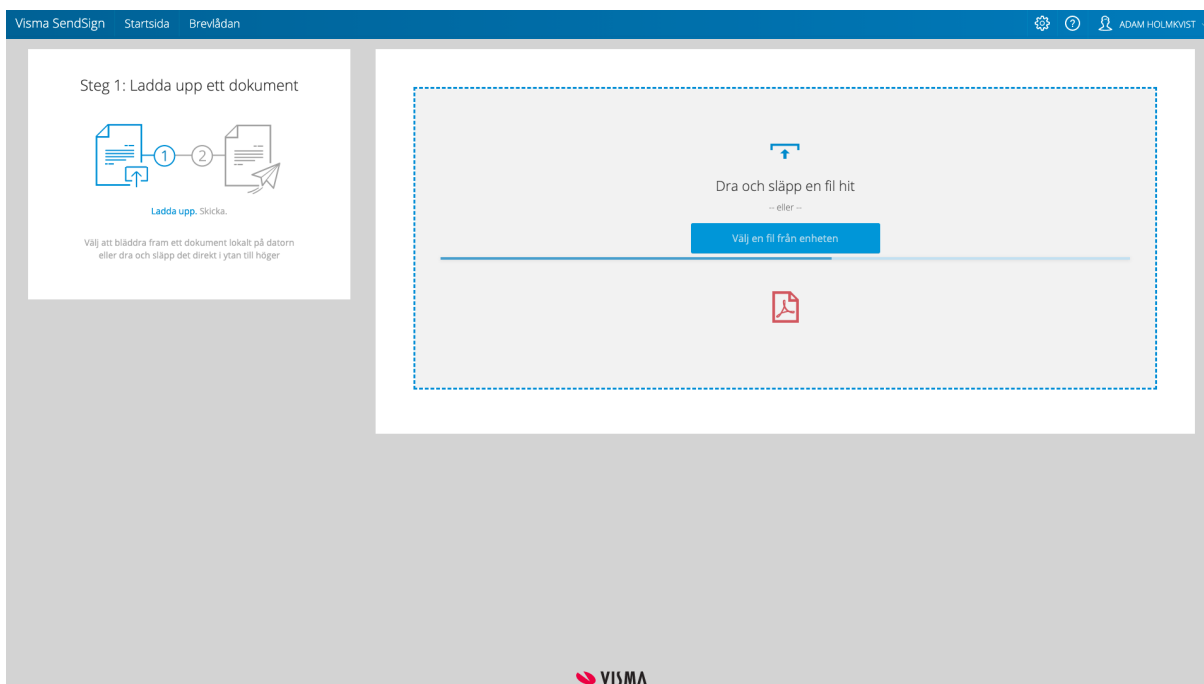 Visma SendSign Startsida Brevlådan
ADAM HOLMKVIST
Steg 1: Ladda upp ett dokument
1 2
Ladda upp. Skicka.
Välj att bläddra fram ett dokument lokalt på datorn
eller dra och släpp det direkt i ytan till höger
Dra och släpp en fil hit
-- eller --
Välj en fil från enheten
VISMA